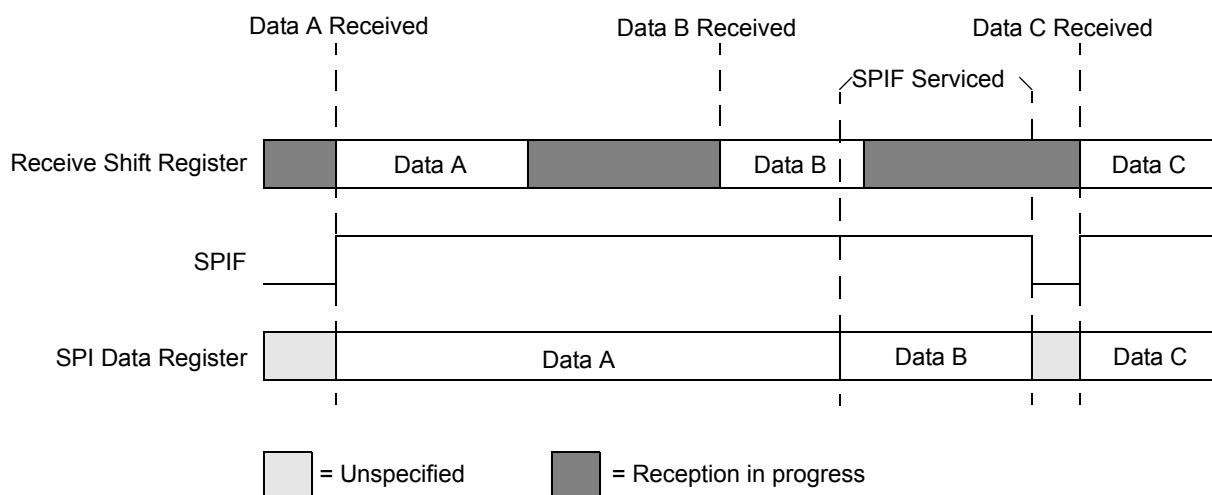 Data A Received
Data B Received
Data C Received
SPIF Serviced
Receive Shift Register
Data A
Data B
Data C
SPIF
SPI Data Register
Data A
Data B
Data C
= Unspecified
= Reception in progress